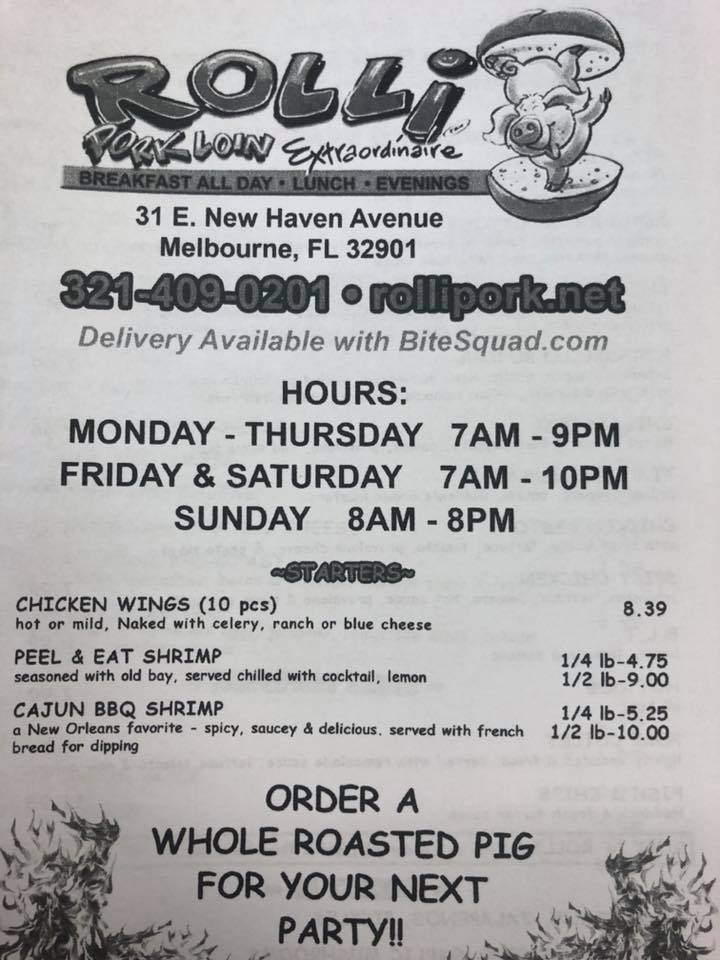 ROLLi
PORK LOIN Extraordinaire
BREAKFAST ALL DAY • LUNCH • EVENINGS
31 E. New Haven Avenue
Melbourne, FL 32901
321-409-0201 • rollipork.net
Delivery Available with BiteSquad.com
HOURS:
MONDAY - THURSDAY 7AM - 9PM
FRIDAY & SATURDAY 7AM - 10PM
SUNDAY 8AM - 8PM
~STARTERS~
CHICKEN WINGS (10 pcs) 8.39
hot or mild, Naked with celery, ranch or blue cheese
PEEL & EAT SHRIMP 1/4 lb-4.75
seasoned with old bay, served chilled with cocktail, lemon 1/2 lb-9.00
CAJUN BBQ SHRIMP 1/4 lb-5.25
a New Orleans favorite - spicy, saucey & delicious. served with french 1/2 lb-10.00
bread for dipping
ORDER A
WHOLE ROASTED PIG
FOR YOUR NEXT
PARTY!!